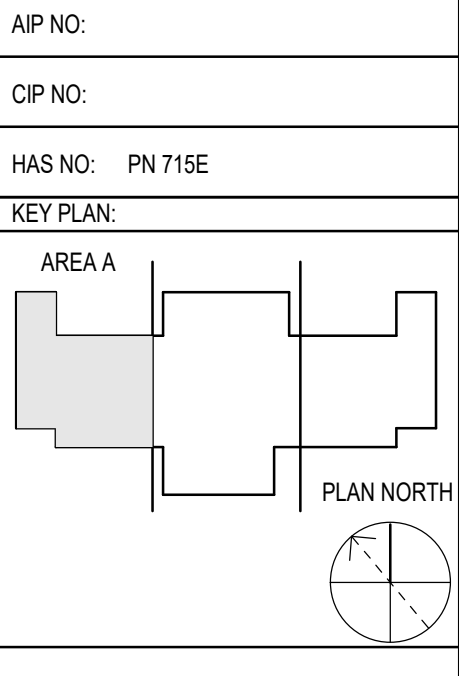 AIP NO:
CIP NO:
HAS NO: PN 715E
KEY PLAN:
AREA A
PLAN NORTH